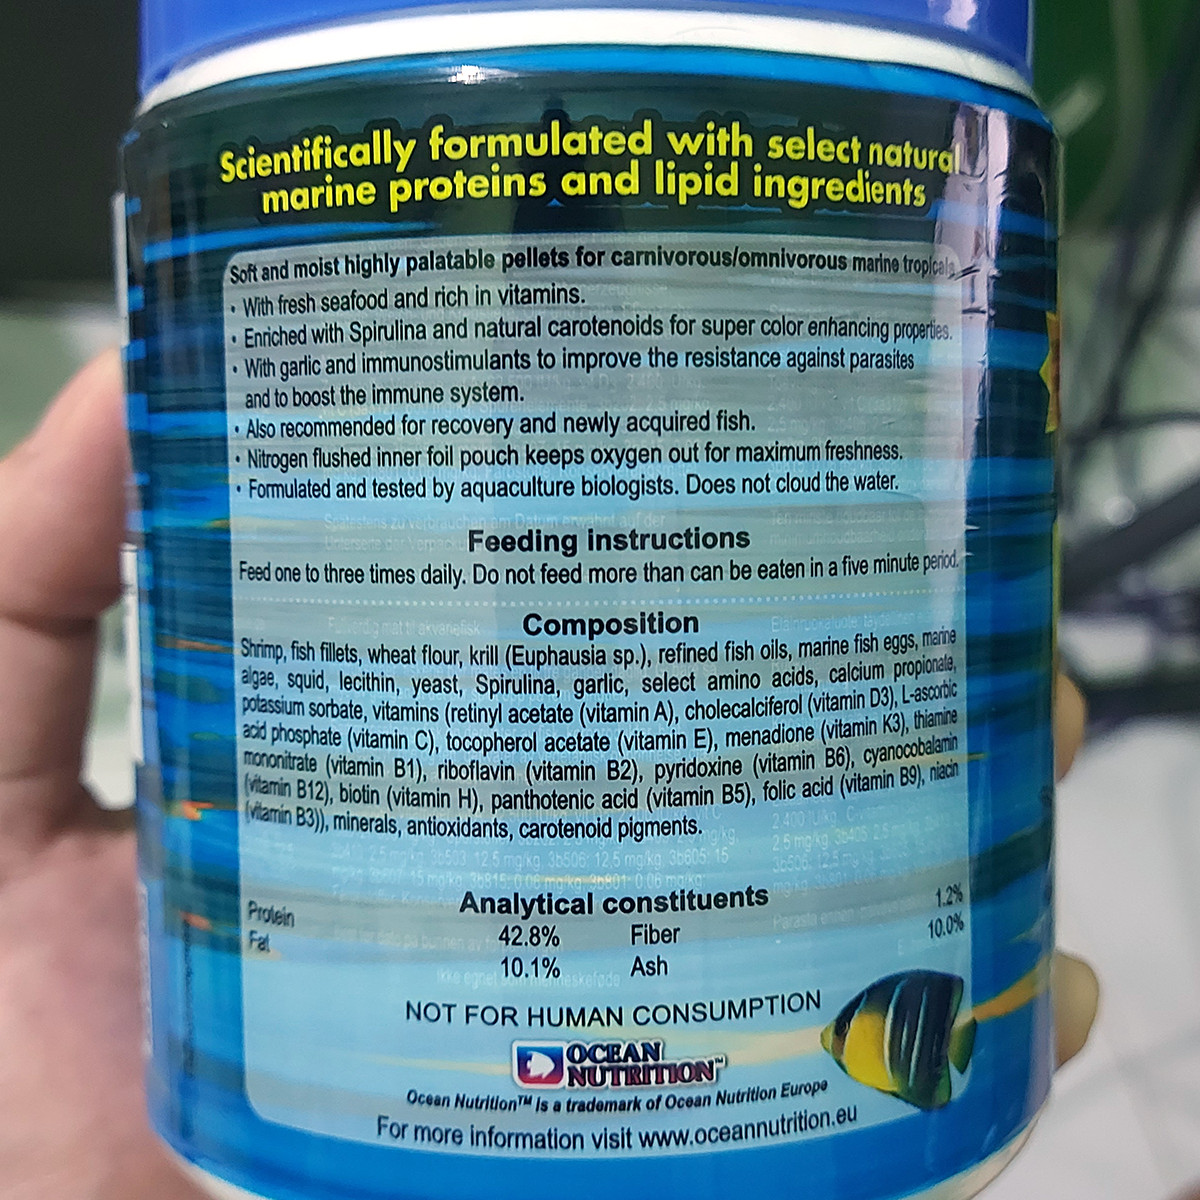 Scientifically formulated with select natural
marine proteins and lipid ingredients
Soft and moist highly palatable pellets for carnivorous/omnivorous marine tropicals
• With fresh seafood and rich in vitamins.
• Enriched with Spirulina and natural carotenoids for super color enhancing properties.
• With garlic and immunostimulants to improve the resistance against parasites
and to boost the immune system.
• Also recommended for recovery and newly acquired fish.
• Nitrogen flushed inner foil pouch keeps oxygen out for maximum freshness.
• Formulated and tested by aquaculture biologists. Does not cloud the water.
Feeding instructions
Feed one to three times daily. Do not feed more than can be eaten in a five minute period.
Composition
Shrimp, fish fillets, wheat flour, krill (Euphausia sp.), refined fish oils, marine fish eggs, marine
algae, squid, lecithin, yeast, Spirulina, garlic, select amino acids, calcium propionate,
potassium sorbate, vitamins (retinyl acetate (vitamin A), cholecalciferol (vitamin D3), L-ascorbic
acid phosphate (vitamin C), tocopherol acetate (vitamin E), menadione (vitamin K3), thiamine
mononitrate (vitamin B1), riboflavin (vitamin B2), pyridoxine (vitamin B6), cyanocobalamin
(vitamin B12), biotin (vitamin H), panthotenic acid (vitamin B5), folic acid (vitamin B9), niacin
(vitamin B3)), minerals, antioxidants, carotenoid pigments.
Analytical constituents
Protein 42.8% Fiber 1.2%
Fat 10.1% Ash 10.0%
NOT FOR HUMAN CONSUMPTION
OCEAN
NUTRITION™
Ocean Nutrition™ is a trademark of Ocean Nutrition Europe
For more information visit www.oceannutrition.eu